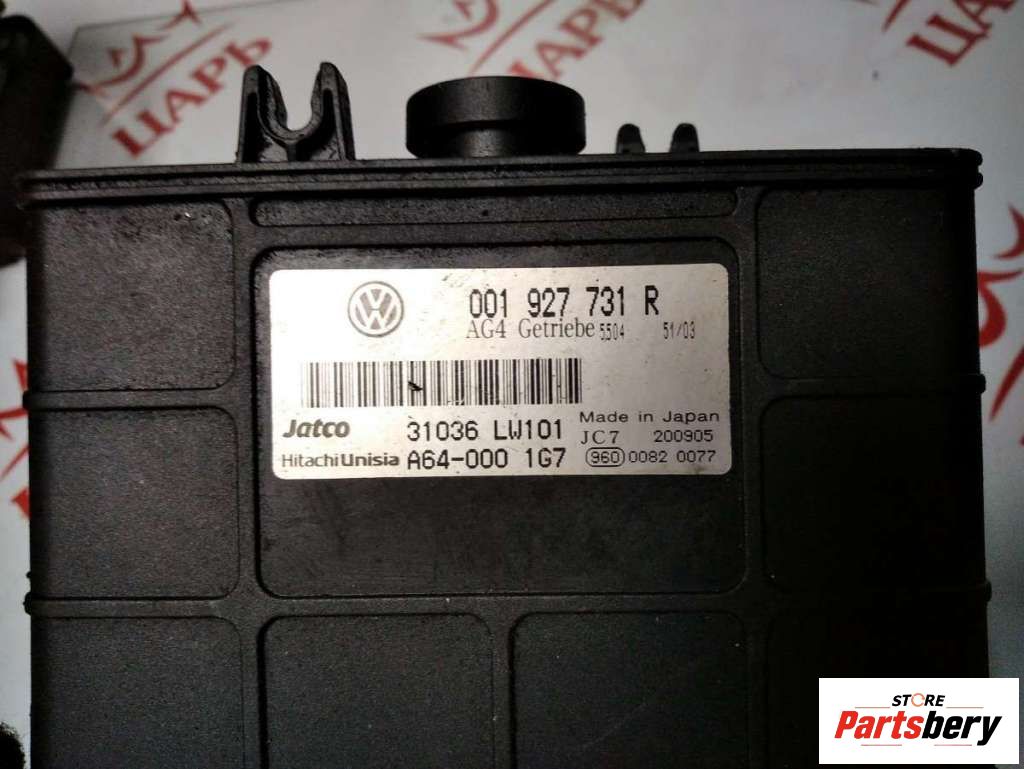 ЦАРЬ
ЦАРЬ
ЦАРЬ
001 927 731 R
AG4 Getriebe 5504 51/03
Jatco 31036 LW101
Made in Japan
JC7 200905
HitachiUnisia A64-000 1G7
960 0082 0077
STORE
Partsbery